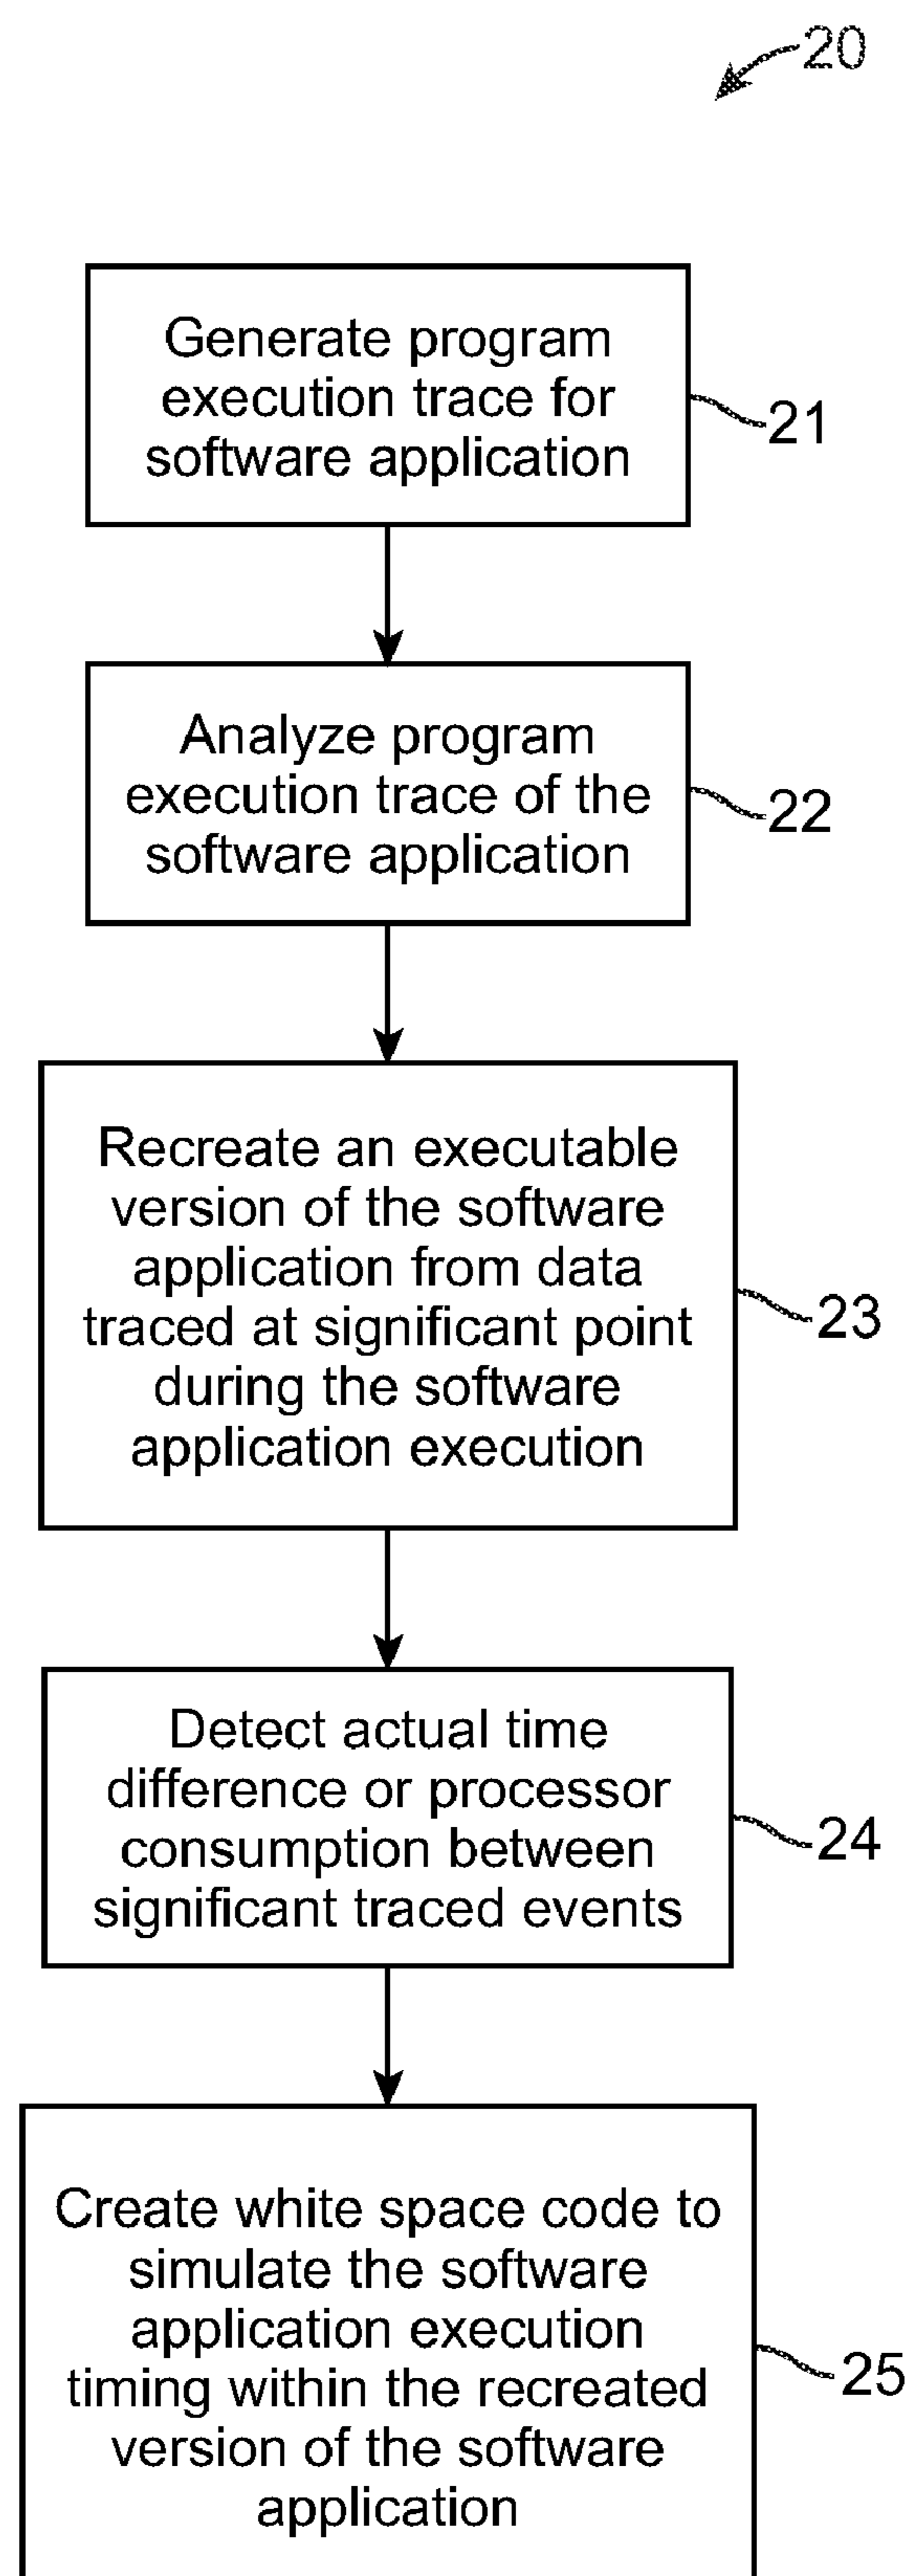 20
Generate program
execution trace for
software application
21
Analyze program
execution trace of the
software application
22
Recreate an executable
version of the software
application from data
traced at significant point
during the software
application execution
23
Detect actual time
difference or processor
consumption between
significant traced events
24
Create white space code to
simulate the software
application execution
timing within the recreated
version of the software
application
25